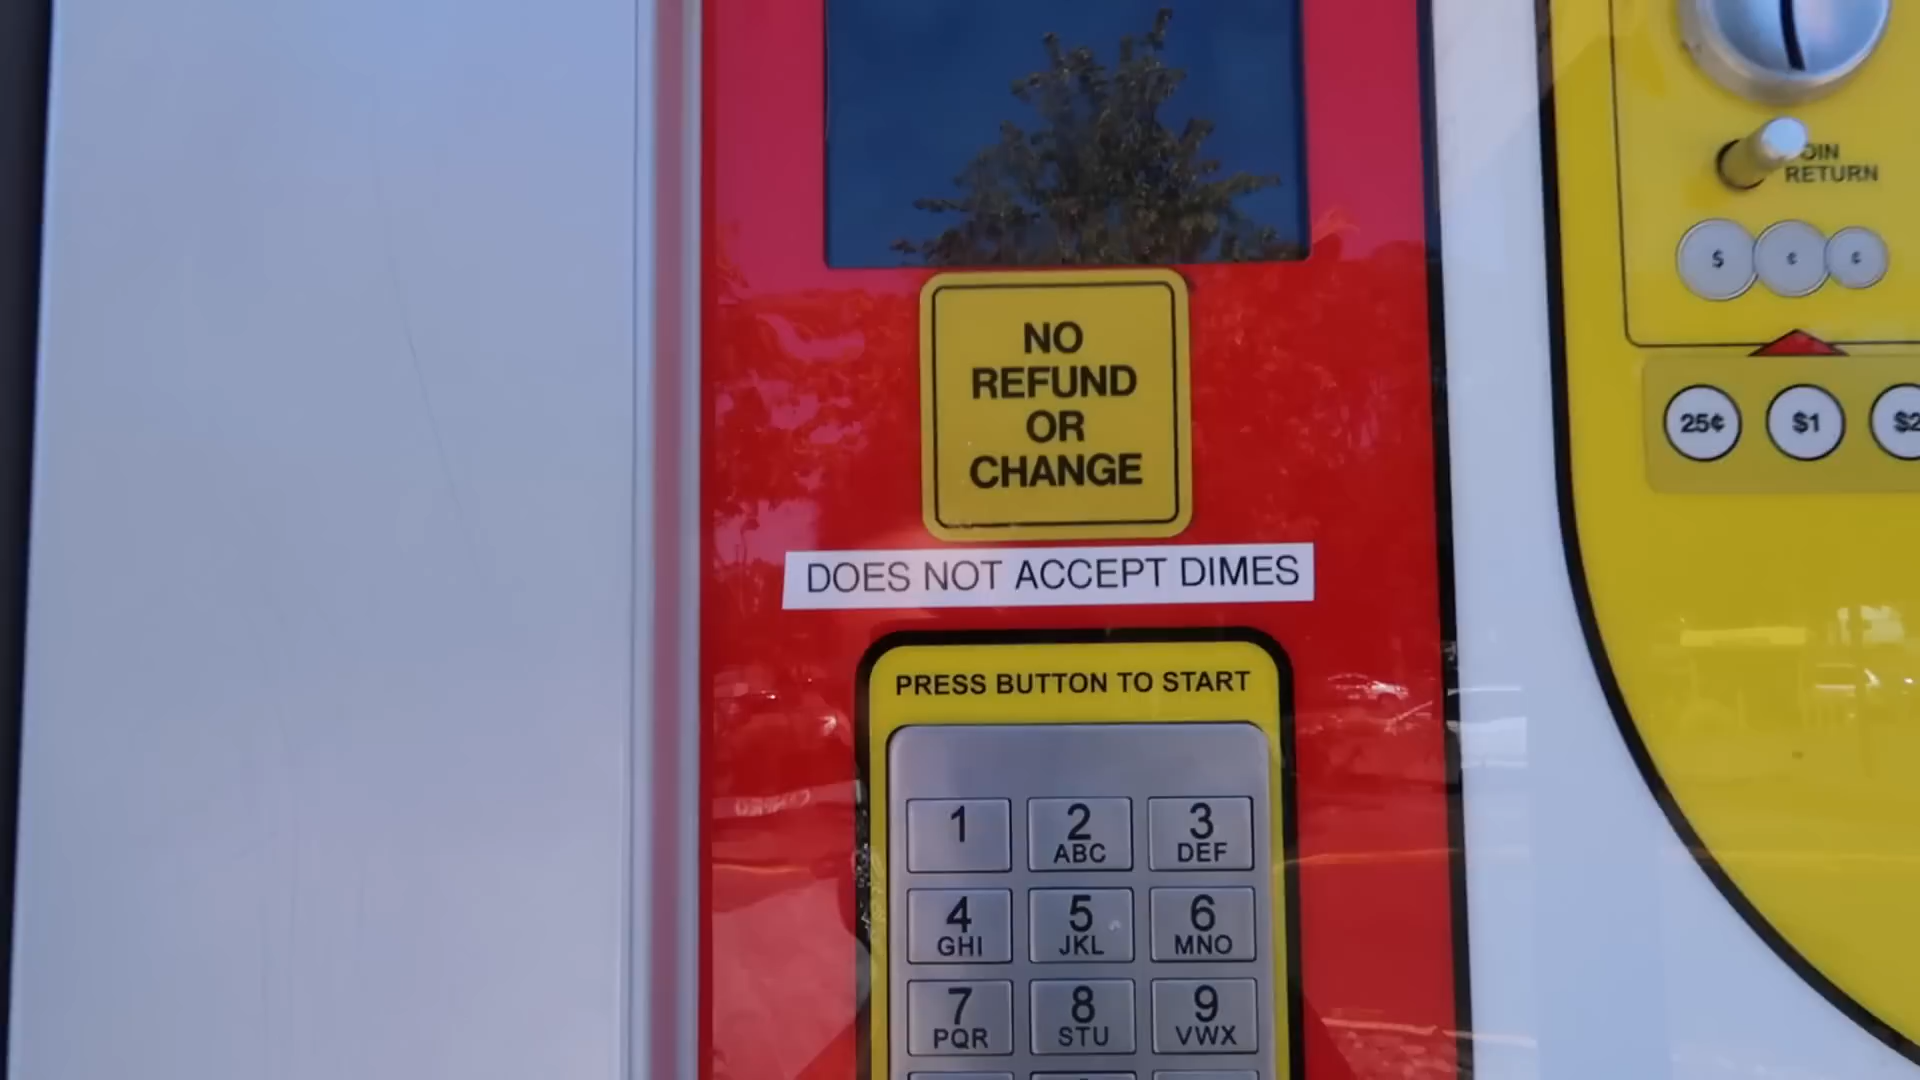 NO
REFUND
OR
CHANGE
DOES NOT ACCEPT DIMES
PRESS BUTTON TO START
1
2
ABC
3
DEF
4
GHI
5
JKL
6
MNO
7
PQR
8
STU
9
VWX
RETURN
$ ¢ ¢
25¢ $1 $2